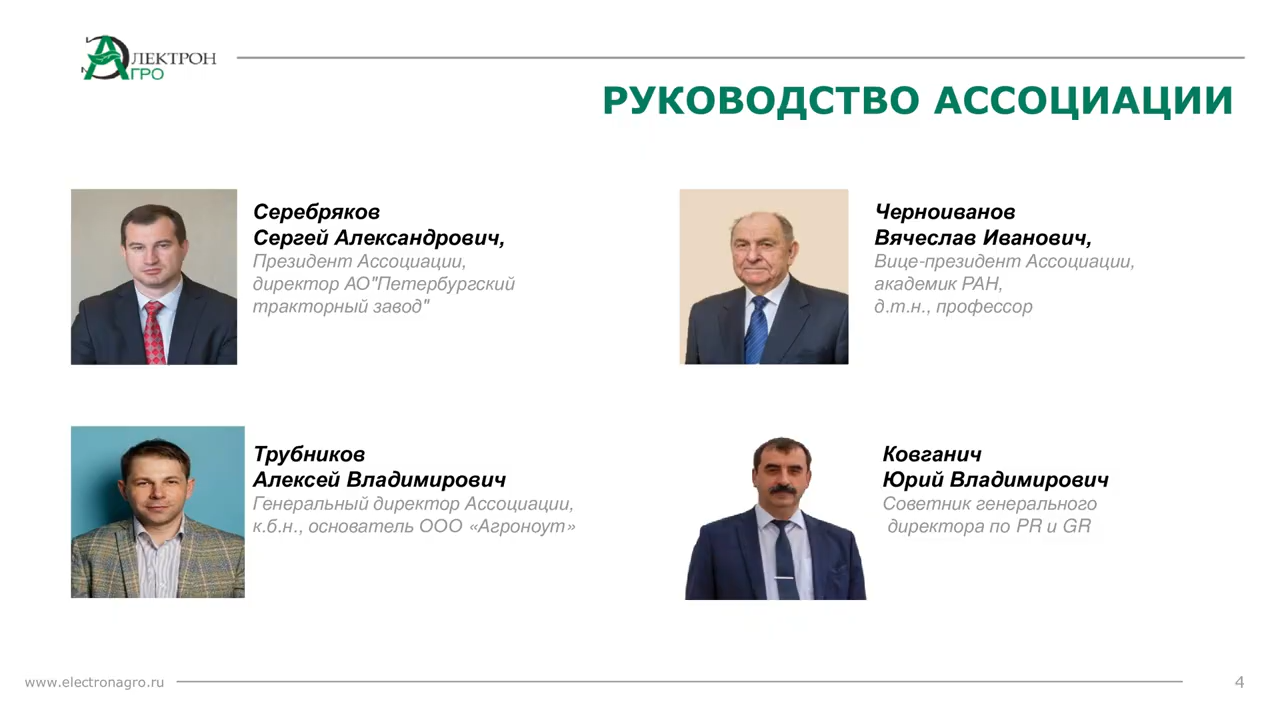 ЭЛЕКТРОН
АГРО
РУКОВОДСТВО АССОЦИАЦИИ
Серебряков
Сергей Александрович,
Президент Ассоциации,
директор АО"Петербургский
тракторный завод"
Черноиванов
Вячеслав Иванович,
Вице-президент Ассоциации,
академик РАН,
д.т.н., профессор
Трубников
Алексей Владимирович
Генеральный директор Ассоциации,
к.б.н., основатель ООО «Агроноут»
Ковганич
Юрий Владимирович
Советник генерального
директора по PR и GR
www.electronagro.ru
4